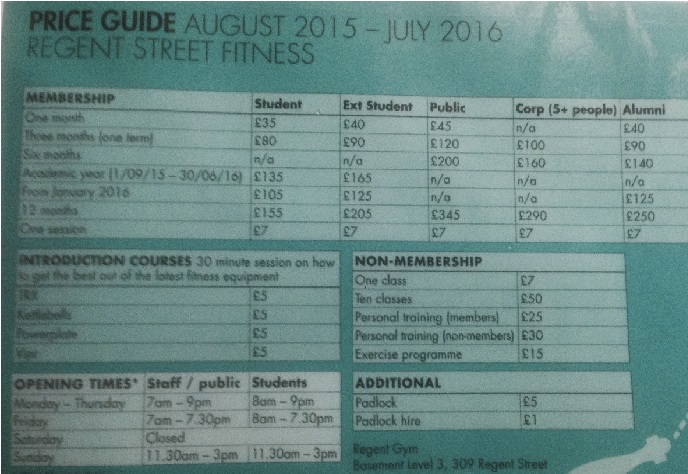 PRICE GUIDE AUGUST 2015 – JULY 2016
REGENT STREET FITNESS
MEMBERSHIP Student Ext Student Public Corp (5+ people) Alumni
One month £35 £40 £45 n/a £40
Three months (one term) £80 £90 £120 £100 £90
Six months n/a n/a £200 £160 £140
Academic year (1/09/15 – 30/06/16) £135 £165 n/a n/a n/a
From January 2016 £105 £125 n/a n/a £125
12 months £155 £205 £345 £290 £250
One session £7 £7 £7 £7 £7
INTRODUCTION COURSES 30 minute session on how
to get the best out of the latest fitness equipment
TRX £5
Kettlebells £5
Powerplate £5
£5
NON-MEMBERSHIP
One class £7
Ten classes £50
Personal training (members) £25
Personal training (non-members) £30
Exercise programme £15
OPENING TIMES* Staff / public Students
Monday – Thursday 7am – 9pm 8am – 9pm
Friday 7am – 7.30pm 8am – 7.30pm
Saturday Closed
Sunday 11.30am – 3pm 11.30am – 3pm
ADDITIONAL
Padlock £5
Padlock hire £1
Regent Gym
Basement Level 3, 309 Regent Street